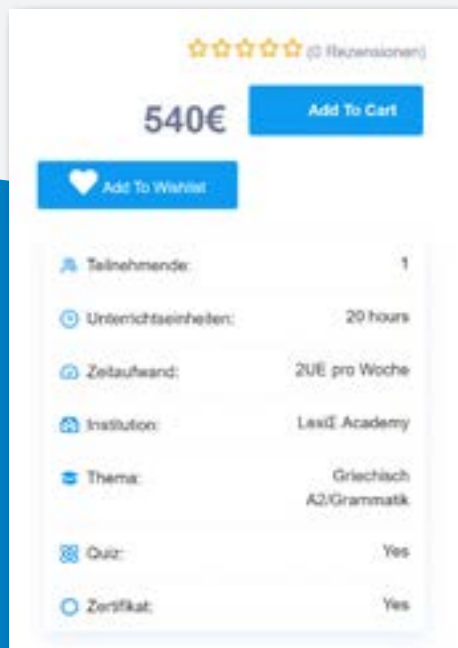 (0 Rezensionen)
540€
Add To Cart
Add To Wishlist
Teilnehmende: 1
Unterrichtseinheiten: 20 hours
Zeitaufwand: 2UE pro Woche
Institution: LexiΣ Academy
Thema: Griechisch
A2/Grammatik
Quiz: Yes
Zertifikat: Yes